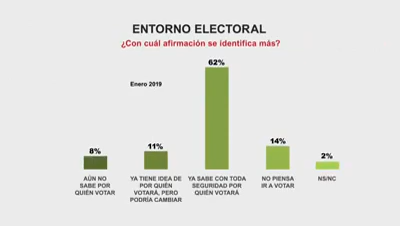 ENTORNO ELECTORAL
¿Con cuál afirmación se identifica más?
Enero 2019
8%
11%
62%
14%
2%
AÚN NO
SABE POR
QUIÉN VOTAR
YA TIENE IDEA DE
POR QUIÉN
VOTARÁ, PERO
PODRÍA CAMBIAR
YA SABE CON TODA
SEGURIDAD POR
QUIÉN VOTARÁ
NO PIENSA
IR A VOTAR
NS/NC